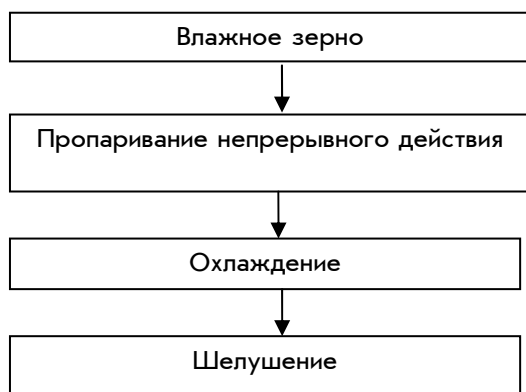 Влажное зерно
Пропаривание непрерывного действия
Охлаждение
Шелушение